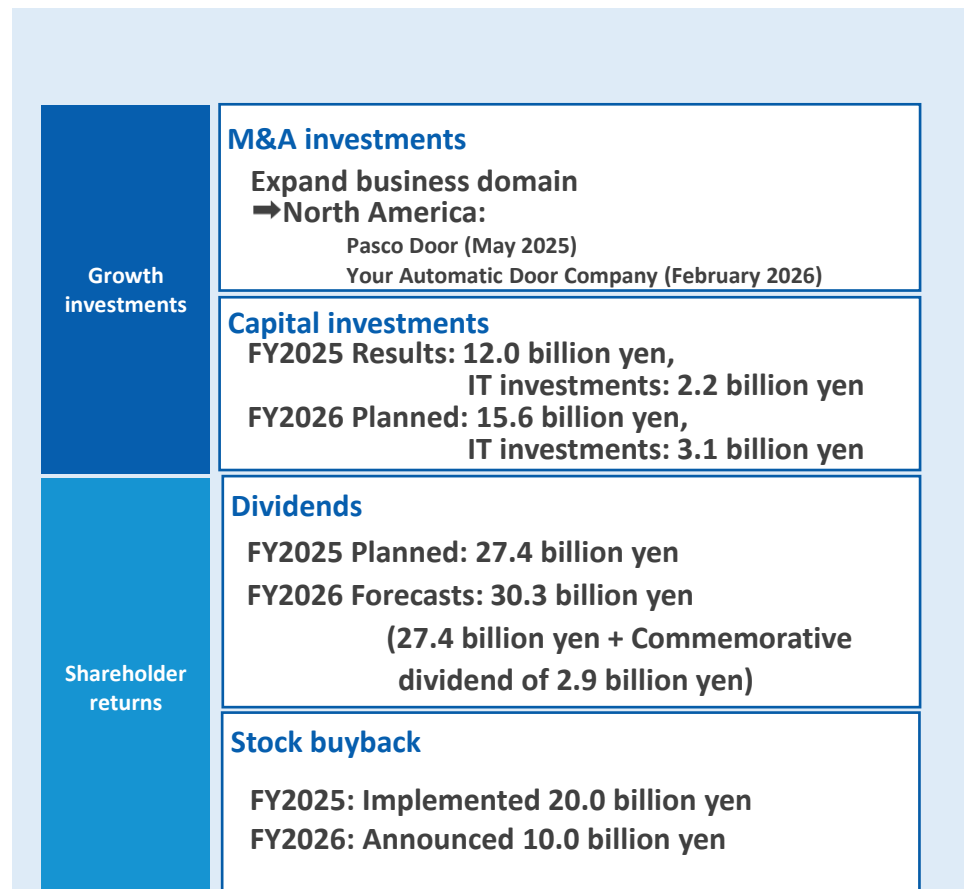 Growth
investments
M&A investments
Expand business domain
➡North America:
Pasco Door (May 2025)
Your Automatic Door Company (February 2026)
Capital investments
FY2025 Results: 12.0 billion yen,
IT investments: 2.2 billion yen
FY2026 Planned: 15.6 billion yen,
IT investments: 3.1 billion yen
Shareholder
returns
Dividends
FY2025 Planned: 27.4 billion yen
FY2026 Forecasts: 30.3 billion yen
(27.4 billion yen + Commemorative
dividend of 2.9 billion yen)
Stock buyback
FY2025: Implemented 20.0 billion yen
FY2026: Announced 10.0 billion yen